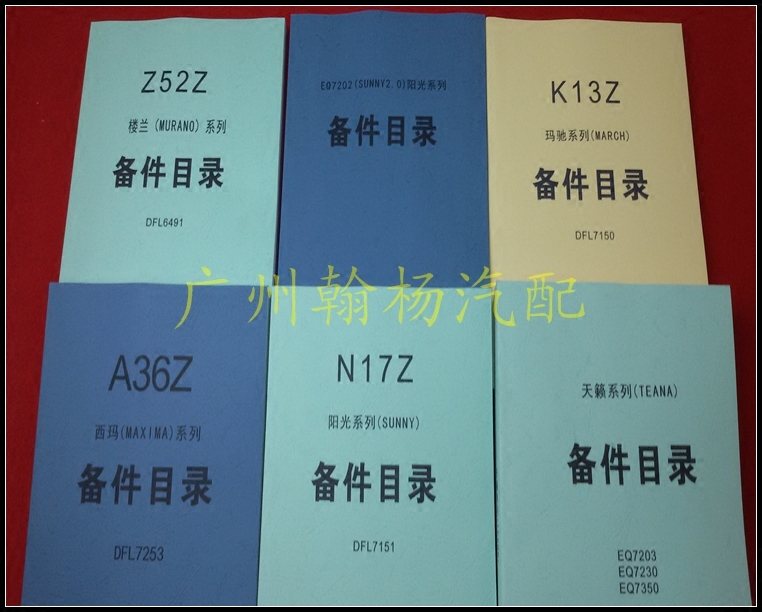 Z52Z
楼兰(MURANO)系列
备件目录
DFL6491
EQ7202(SUNNY2.0)阳光系列
备件目录
K13Z
玛驰系列(MARCH)
备件目录
DFL7150
广州翰杨汽配
A36Z
西玛(MAXIMA)系列
备件目录
DFL7253
N17Z
阳光系列(SUNNY)
备件目录
DFL7151
天籁系列(TEANA)
备件目录
EQ7203
EQ7230
EQ7350